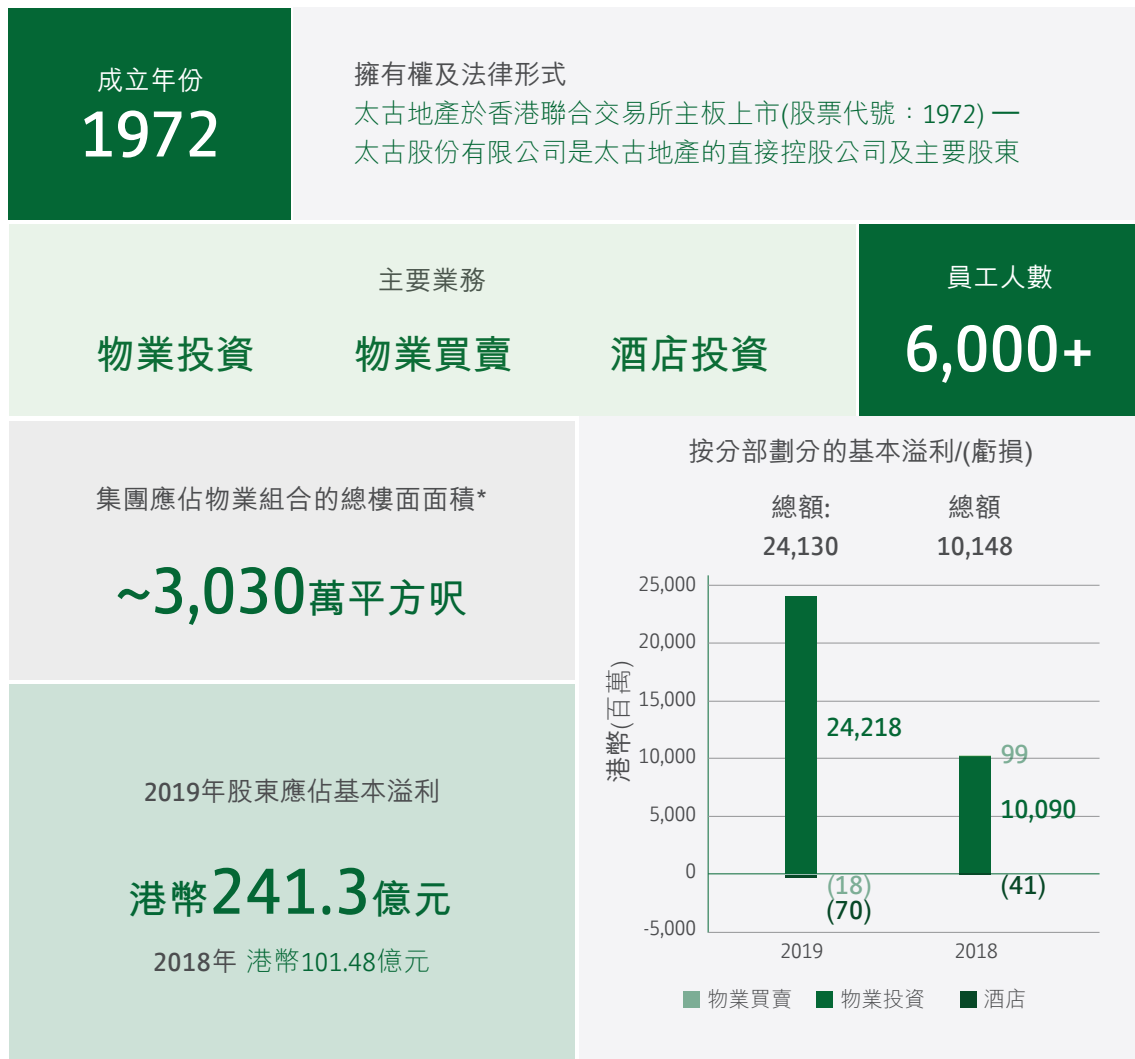 成立年份
1972
擁有權及法律形式
太古地產於香港聯合交易所主板上市(股票代號：1972) —
太古股份有限公司是太古地產的直接控股公司及主要股東
主要業務
物業投資 物業買賣 酒店投資
員工人數
6,000+
集團應佔物業組合的總樓面面積*
~3,030萬平方呎
2019年股東應佔基本溢利
港幣241.3億元
2018年 港幣101.48億元
按分部劃分的基本溢利/(虧損)
總額: 總額
24,130 10,148
港幣(百萬)
25,000
20,000
15,000
10,000
5,000
0
-5,000
24,218
(18)
(70)
99
10,090
(41)
2019 2018
物業買賣 物業投資 酒店